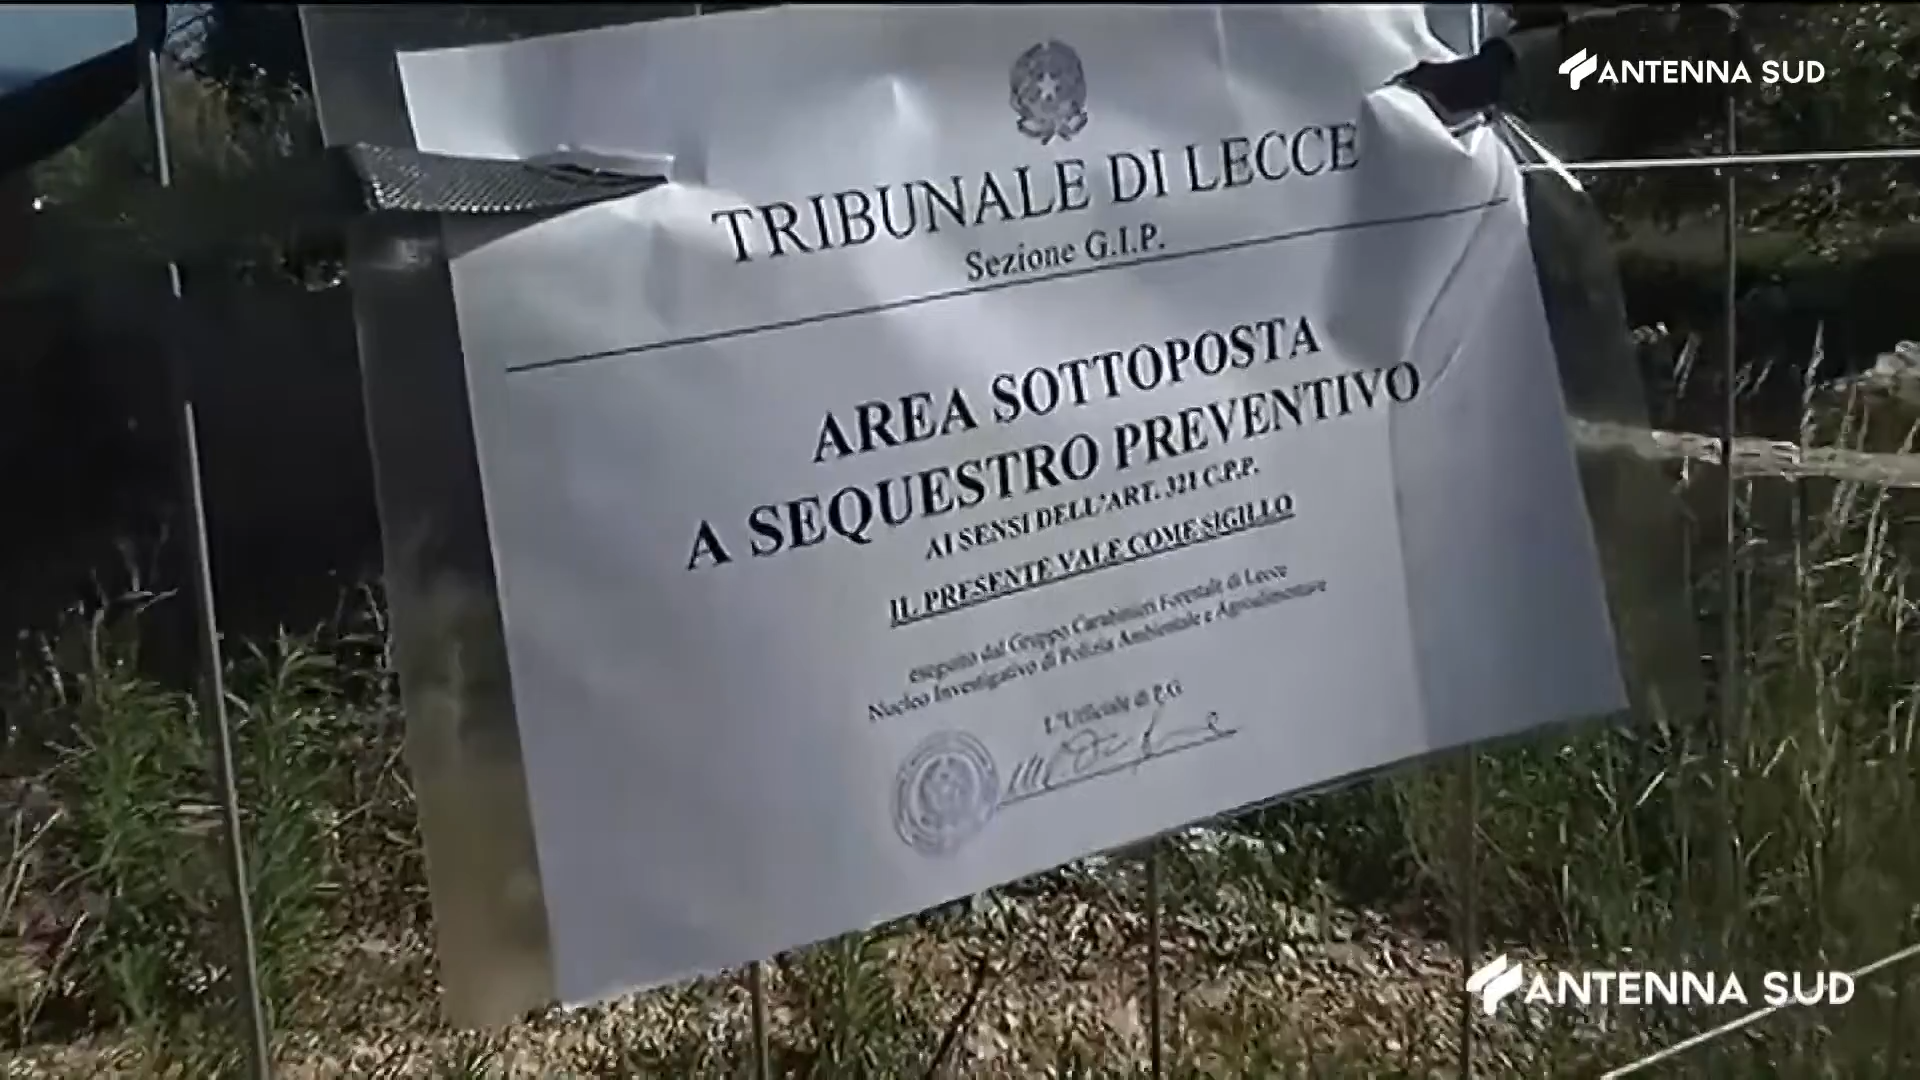 ANTENNA SUD
TRIBUNALE DI LECCE
Sezione G.I.P.
AREA SOTTOPOSTA
A SEQUESTRO PREVENTIVO
AI SENSI DELL'ART. 321 C.P.P.
IL PRESENTE VALE COME SIGILLO
eseguito dal Gruppo Carabinieri Forestale di Lecce
Nucleo Investigativo di Polizia Ambientale e Agroalimentare
L'Ufficiale di P.G
ANTENNA SUD